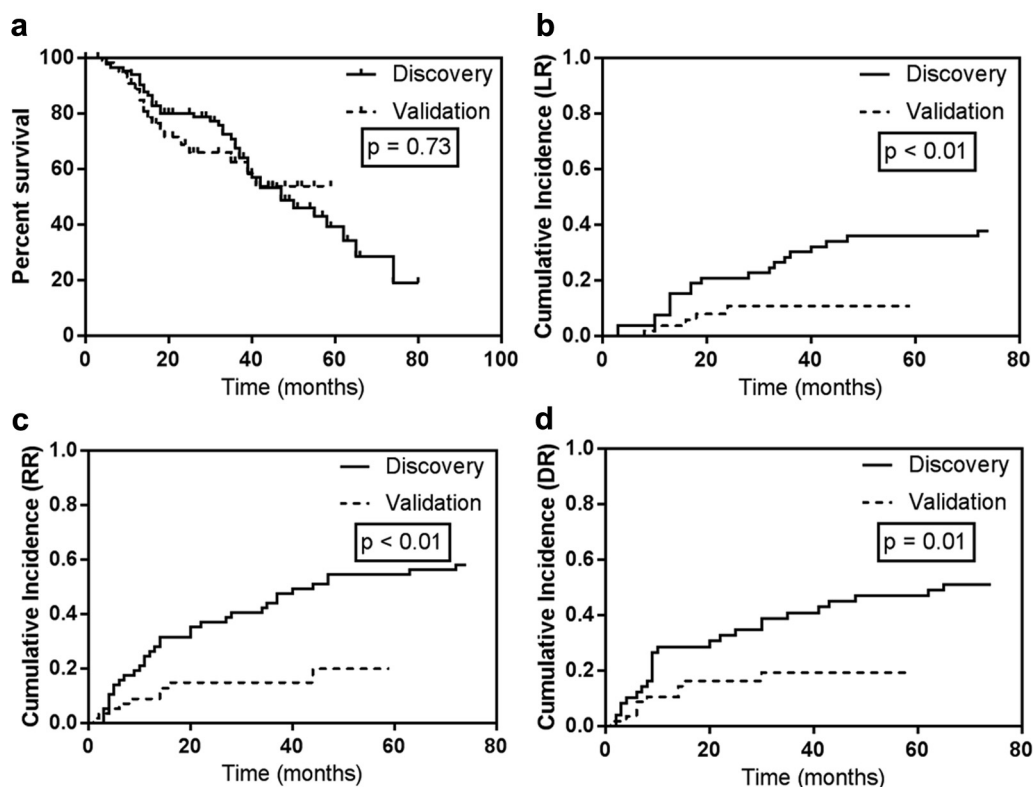 a
100
80
60
40
20
0
Percent survival
Discovery
Validation
p = 0.73
0 20 40 60 80 100
Time (months)
b
1.0
0.8
0.6
0.4
0.2
0.0
Cumulative Incidence (LR)
Discovery
Validation
p < 0.01
0 20 40 60 80
Time (months)
c
1.0
0.8
0.6
0.4
0.2
0.0
Cumulative Incidence (RR)
Discovery
Validation
p < 0.01
0 20 40 60 80
Time (months)
d
1.0
0.8
0.6
0.4
0.2
0.0
Cumulative Incidence (DR)
Discovery
Validation
p = 0.01
0 20 40 60 80
Time (months)